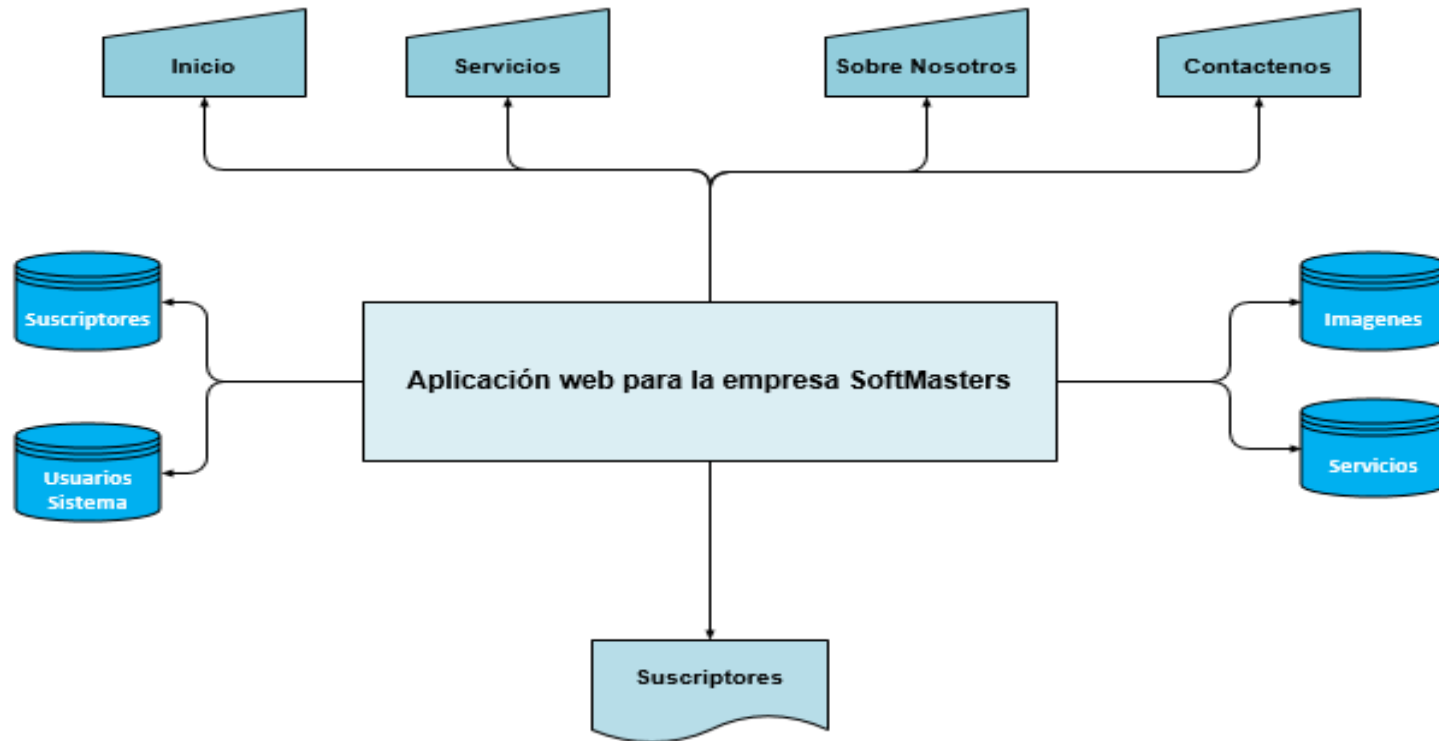 Inicio
Servicios
Sobre Nosotros
Contactenos
Suscriptores
Imagenes
Aplicación web para la empresa SoftMasters
Usuarios
Sistema
Servicios
Suscriptores